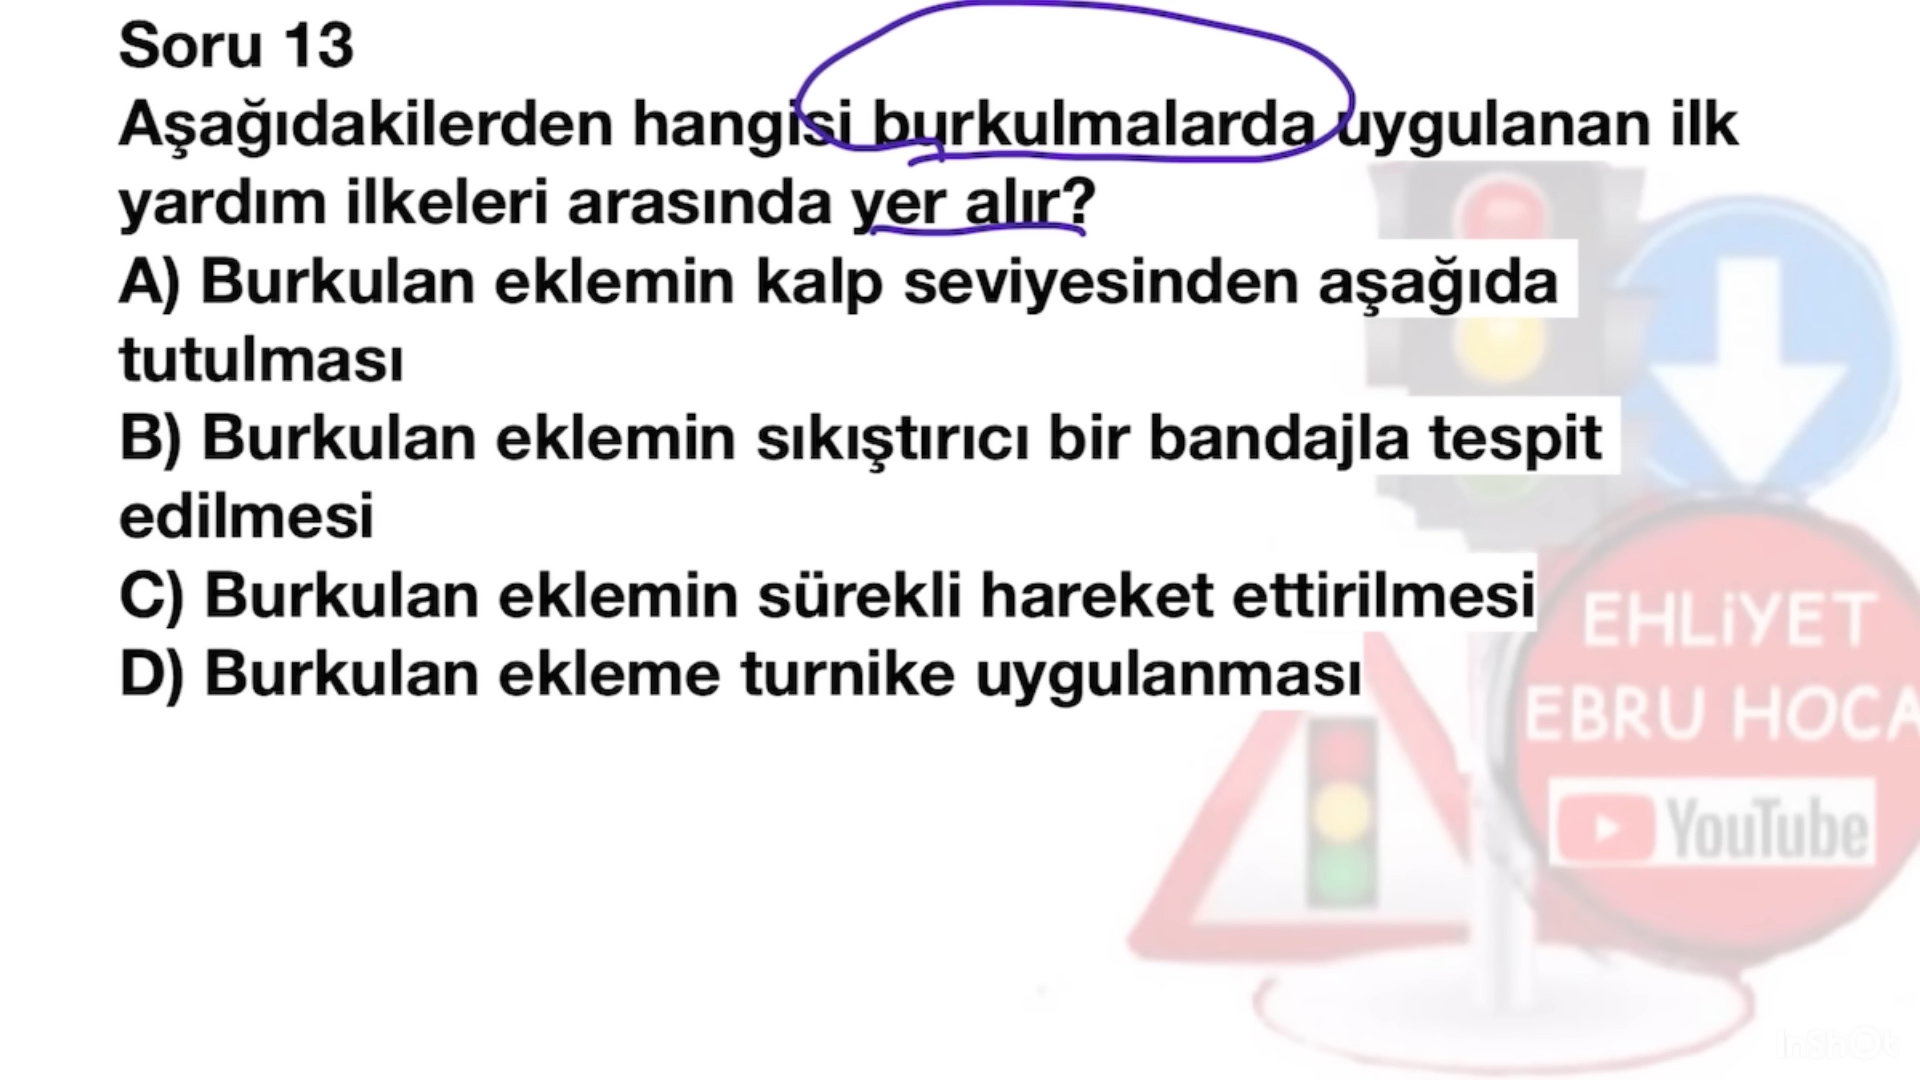 Soru 13
Aşağıdakilerden hangisi burkulmalarda uygulanan ilk
yardım ilkeleri arasında yer alır?
A) Burkulan eklemin kalp seviyesinden aşağıda
tutulması
B) Burkulan eklemin sıkıştırıcı bir bandajla tespit
edilmesi
C) Burkulan eklemin sürekli hareket ettirilmesi
D) Burkulan ekleme turnike uygulanması
EHLİYET
EBRU HOCA
YouTube
InShOt